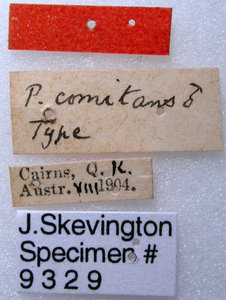 P. comitans ♂
Type
Cairns, Q. K.
Austr. VIII 1904.
J.Skevington
Specimen #
9329